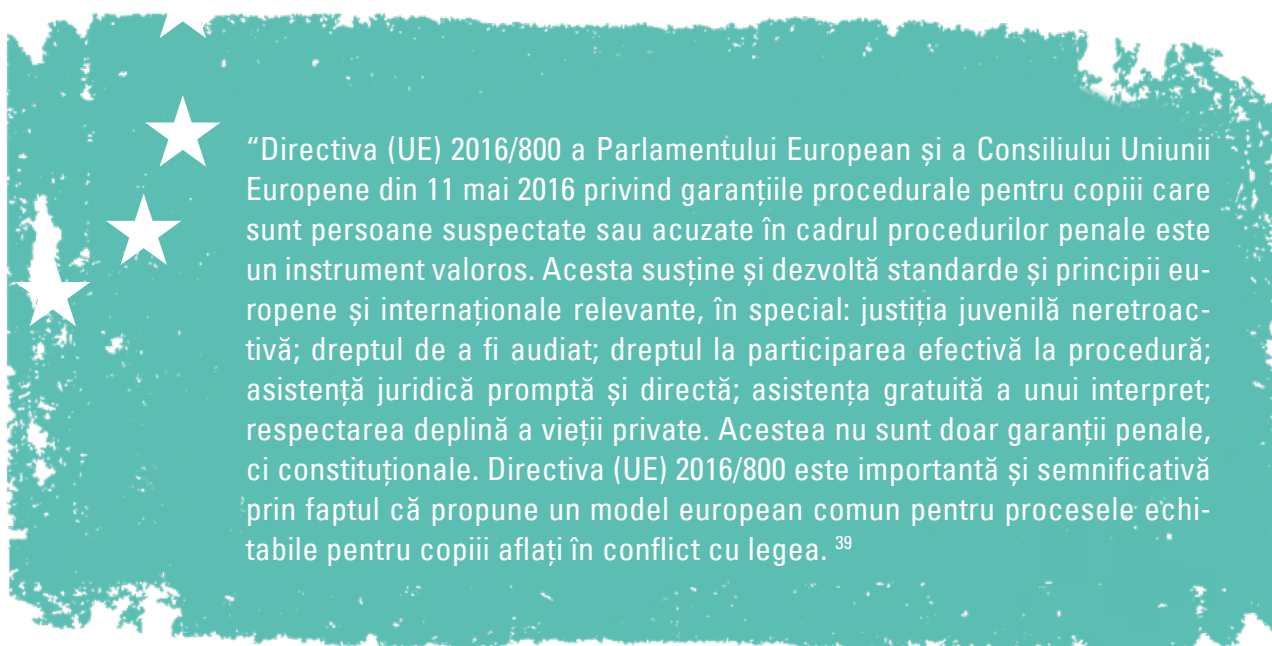 “Directiva (UE) 2016/800 a Parlamentului European și a Consiliului Uniunii
Europene din 11 mai 2016 privind garanțiile procedurale pentru copiii care
sunt persoane suspectate sau acuzate în cadrul procedurilor penale este
un instrument valoros. Acesta susține și dezvoltă standarde și principii eu-
ropene și internaționale relevante, în special: justiția juvenilă neretroac-
tivă; dreptul de a fi audiat; dreptul la participarea efectivă la procedură;
asistență juridică promptă și directă; asistența gratuită a unui interpret;
respectarea deplină a vieții private. Acestea nu sunt doar garanții penale,
ci constituționale. Directiva (UE) 2016/800 este importantă și semnificativă
prin faptul că propune un model european comun pentru procesele echi-
tabile pentru copiii aflați în conflict cu legea. 39